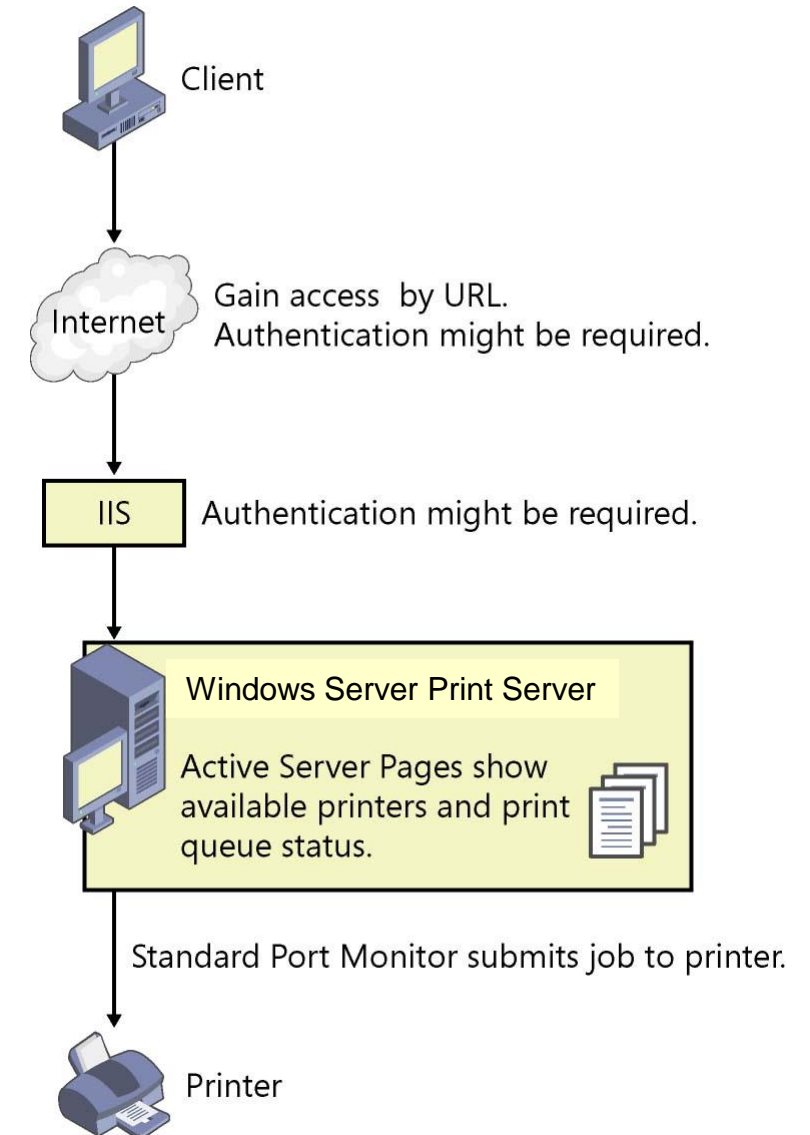 Client
Internet
Gain access by URL.
Authentication might be required.
IIS
Authentication might be required.
Windows Server Print Server
Active Server Pages show
available printers and print
queue status.
Standard Port Monitor submits job to printer.
Printer